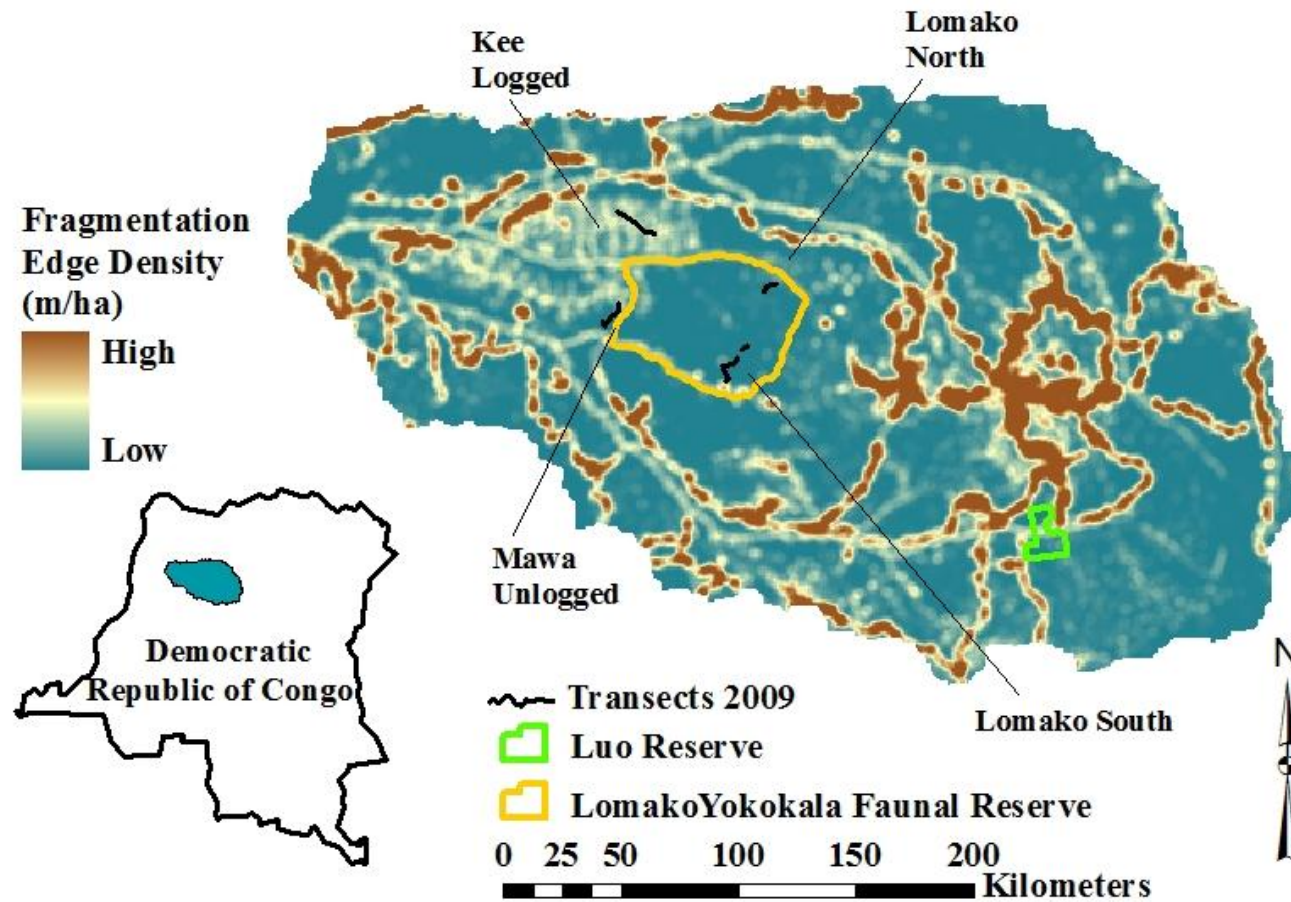 Kee
Logged
Lomako
North
Fragmentation
Edge Density
(m/ha)
High
Low
Mawa
Unlogged
Democratic
Republic of Congo
Lomako South
N
Transects 2009
Luo Reserve
LomakoYokokala Faunal Reserve
0 25 50 100 150 200
Kilometers